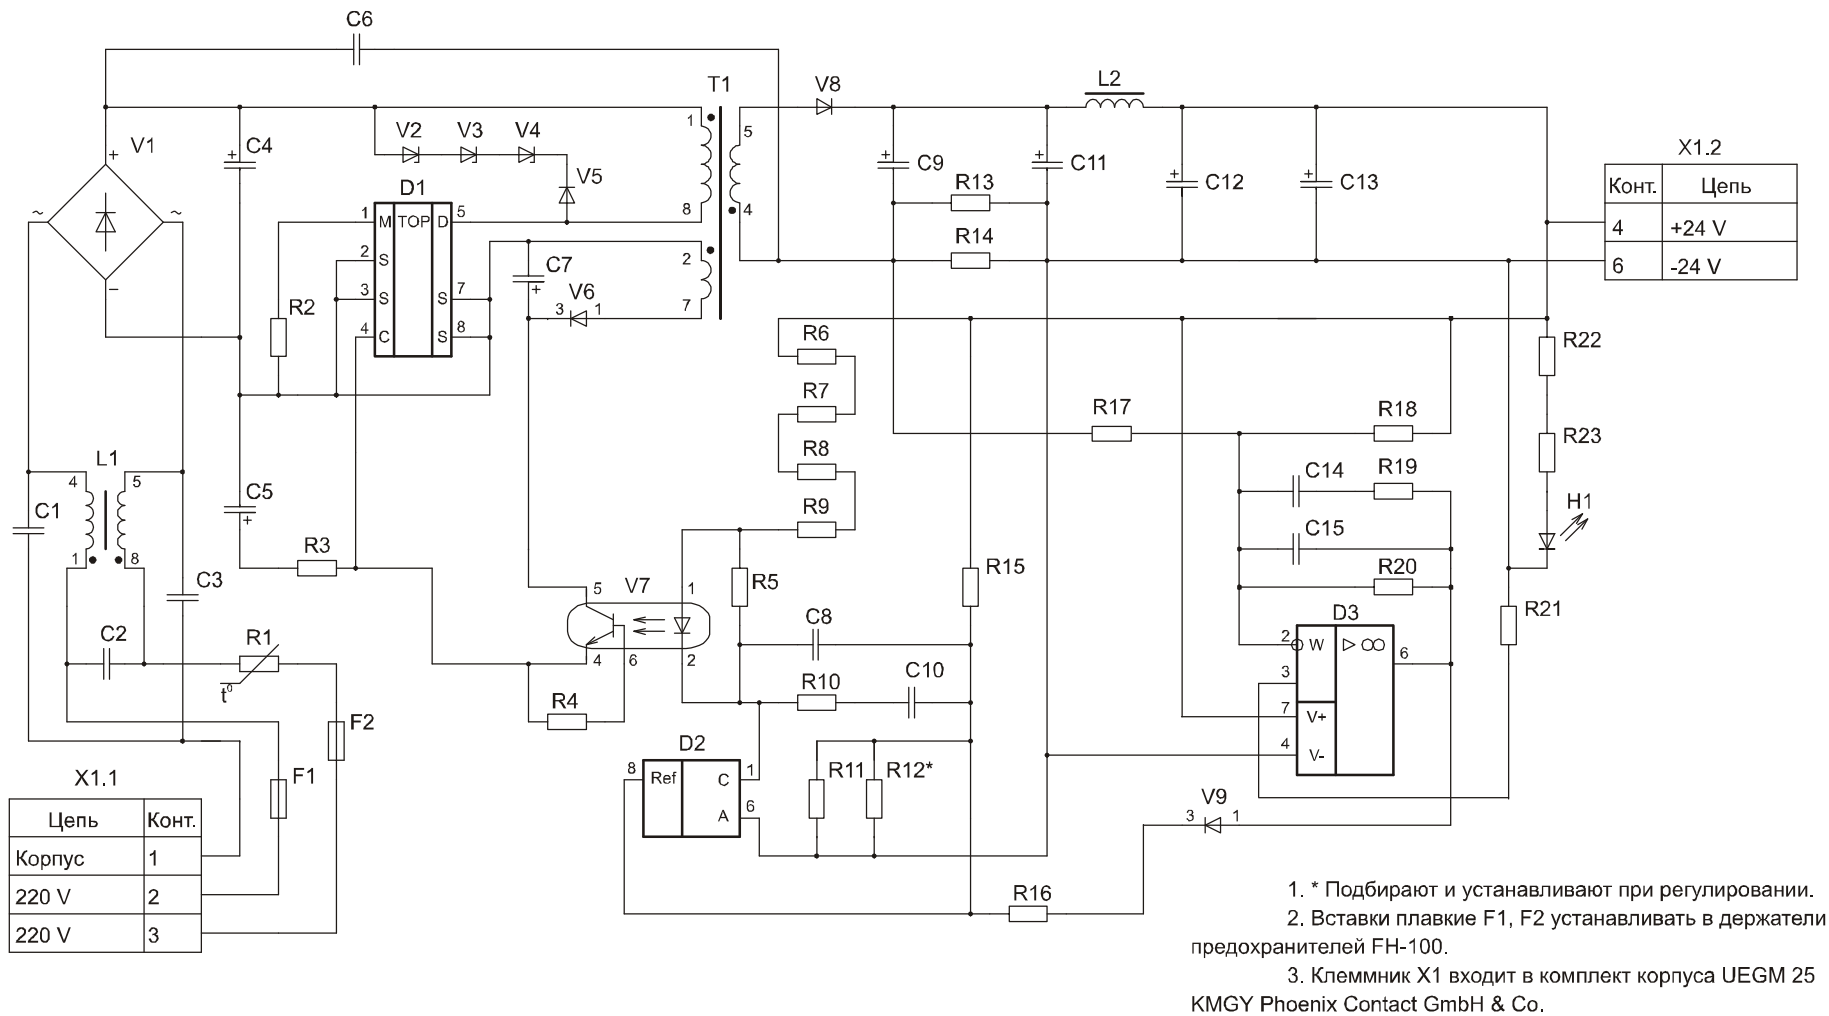 C6
T1
V8
L2
V1
+
−
~
~
C4
+
V2
V3
V4
V5
D1
1
M
TOP
D
5
2
S
3
S
S
7
4
C
S
8
1
8
5
4
2
7
C7
+
V6
3
1
C9
+
C11
+
C12
+
C13
+
R13
R14
X1.2
Конт.
Цепь
4
+24 V
6
-24 V
R2
R6
R7
R8
R9
R17
R18
R22
R23
H1
C14
R19
C15
R20
R21
L1
4
5
1
8
C1
C5
+
R3
C3
C2
R1
t°
F2
F1
V7
5
1
4
6
2
R4
R5
C8
R15
R10
C10
D2
8
Ref
C
1
A
6
R11
R12*
D3
2
W
▷ ∞
6
3
7
V+
4
V-
V9
3
1
R16
X1.1
Цепь
Конт.
Корпус
1
220 V
2
220 V
3
1. * Подбирают и устанавливают при регулировании.
2. Вставки плавкие F1, F2 устанавливать в держатели
предохранителей FH-100.
3. Клеммник X1 входит в комплект корпуса UEGM 25
KMGY Phoenix Contact GmbH & Co.